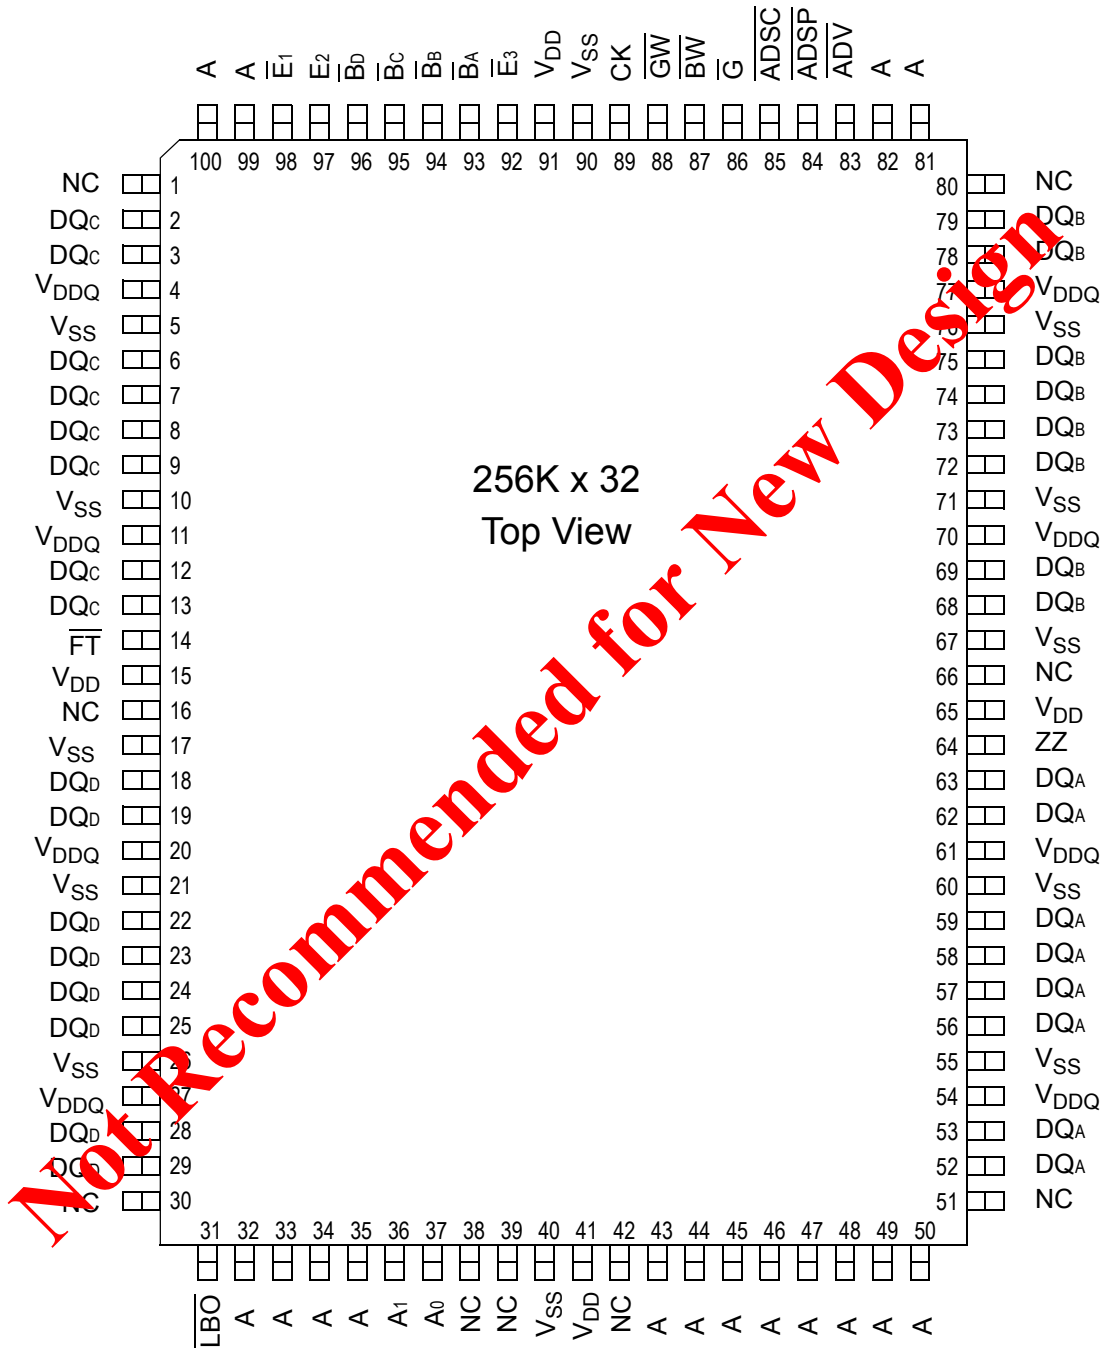 A A E1 E2 BD BC BB BA E3 VDD VSS CK GW BW G ADSC ADSP ADV A A
100 99 98 97 96 95 94 93 92 91 90 89 88 87 86 85 84 83 82 81
NC 1 80 NC
DQC 2 79 DQB
DQC 3 78 DQB
VDDQ 4 77 VDDQ
VSS 5 76 VSS
DQC 6 75 DQB
DQC 7 74 DQB
DQC 8 73 DQB
DQC 9 72 DQB
VSS 10 71 VSS
VDDQ 11 70 VDDQ
DQC 12 69 DQB
DQC 13 68 DQB
FT 14 67 VSS
VDD 15 66 NC
NC 16 65 VDD
VSS 17 64 ZZ
DQD 18 63 DQA
DQD 19 62 DQA
VDDQ 20 61 VDDQ
VSS 21 60 VSS
DQD 22 59 DQA
DQD 23 58 DQA
DQD 24 57 DQA
DQD 25 56 DQA
VSS 26 55 VSS
VDDQ 27 54 VDDQ
DQD 28 53 DQA
DQD 29 52 DQA
NC 30 51 NC
256K x 32
Top View
Not Recommended for New Design
31 32 33 34 35 36 37 38 39 40 41 42 43 44 45 46 47 48 49 50
LBO A A A A A1 A0 NC NC VSS VDD NC A A A A A A A A